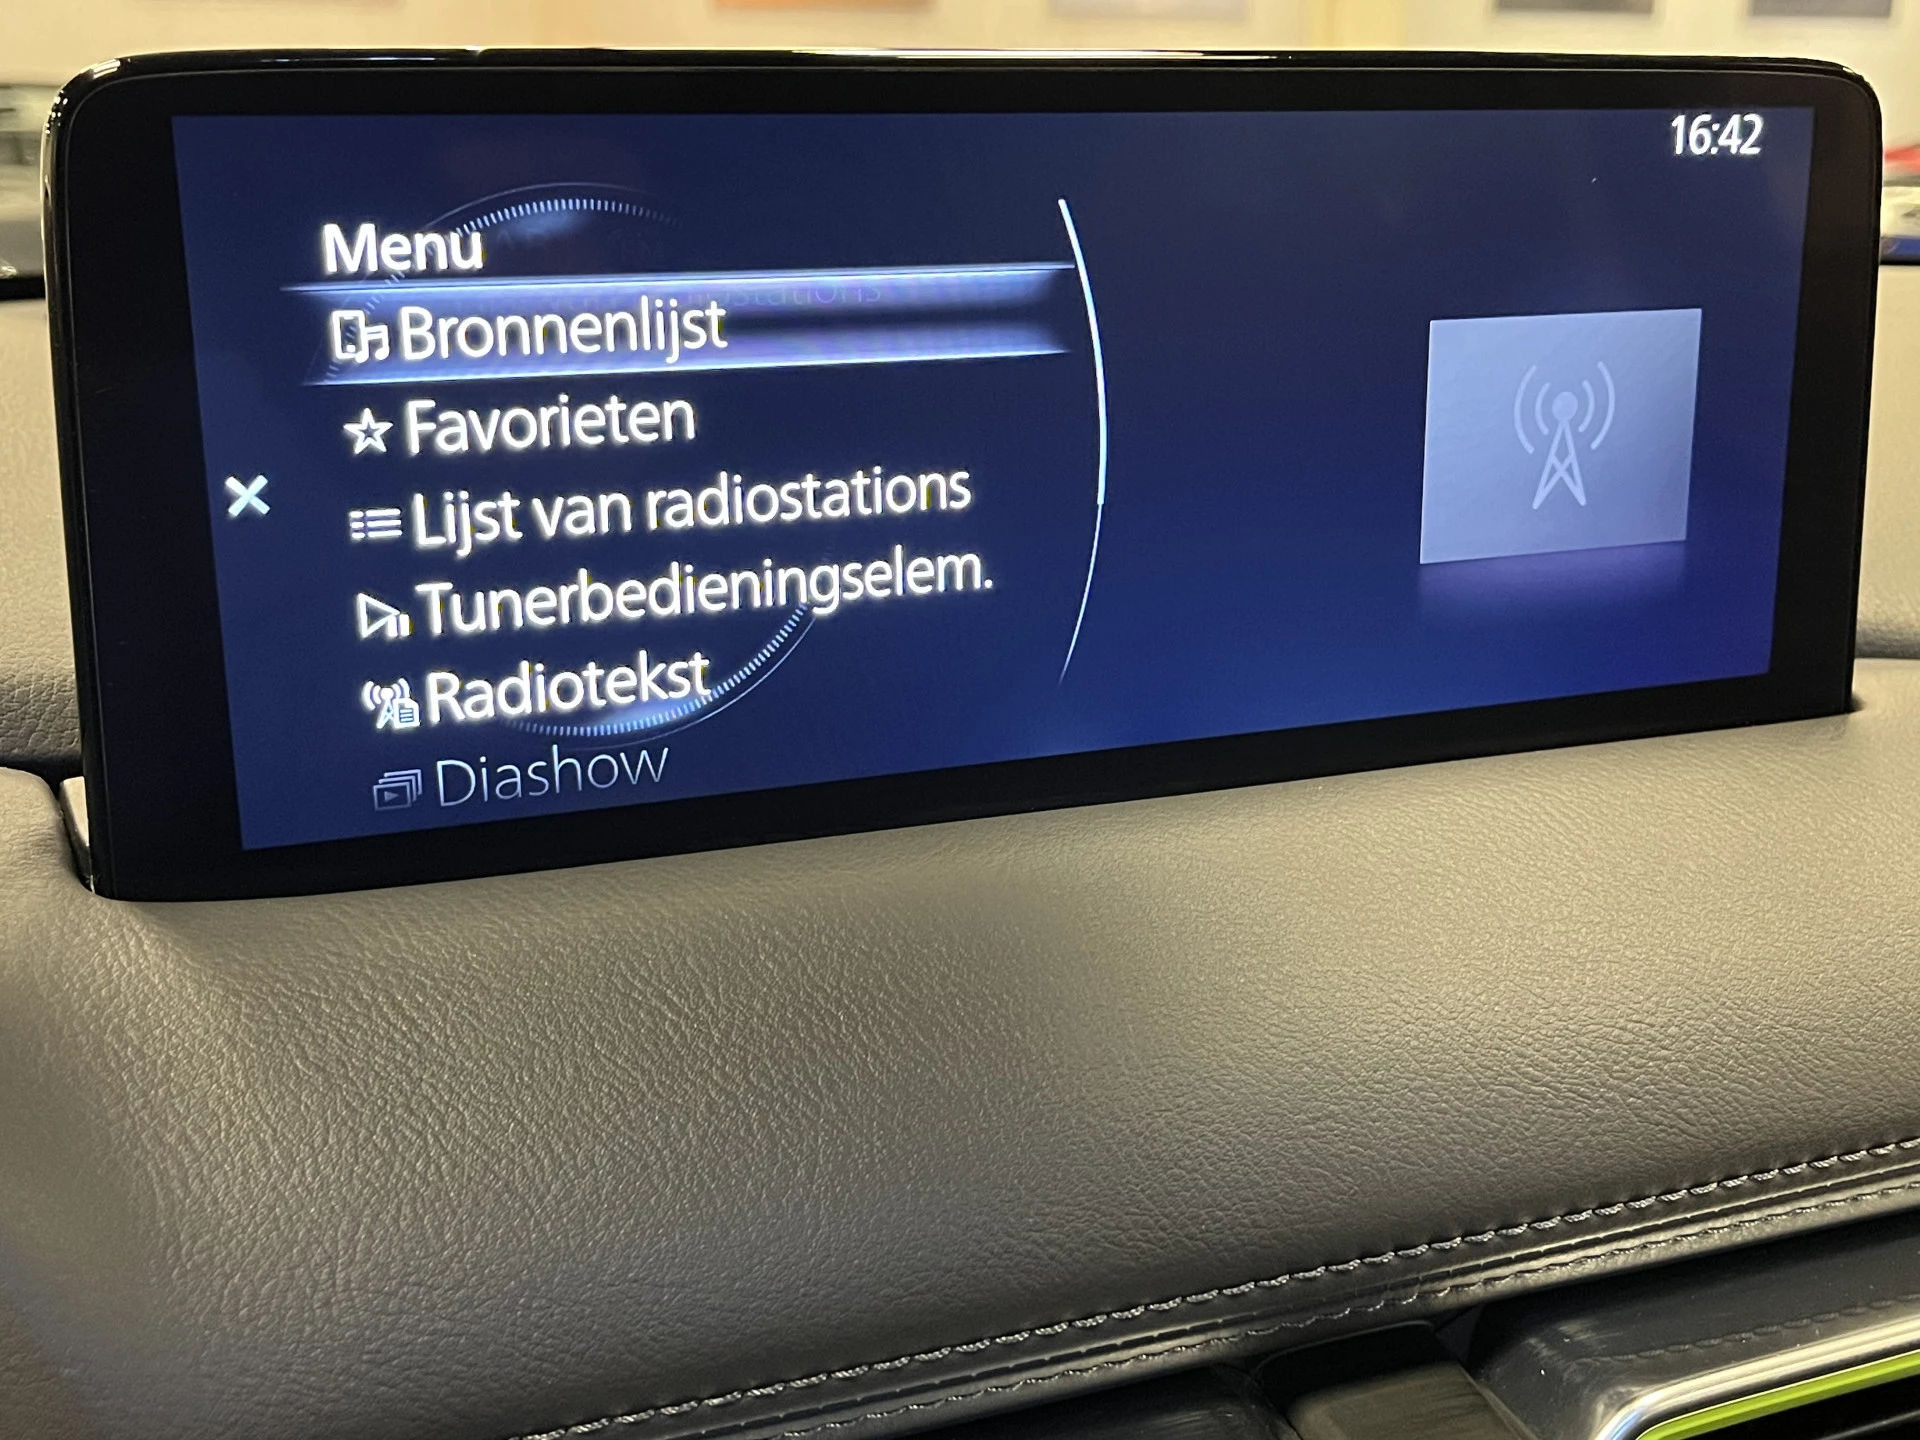 16:42
Menu
Bronnenlijst
Favorieten
Lijst van radiostations
Tunerbedieningselem.
Radiotekst
Diashow